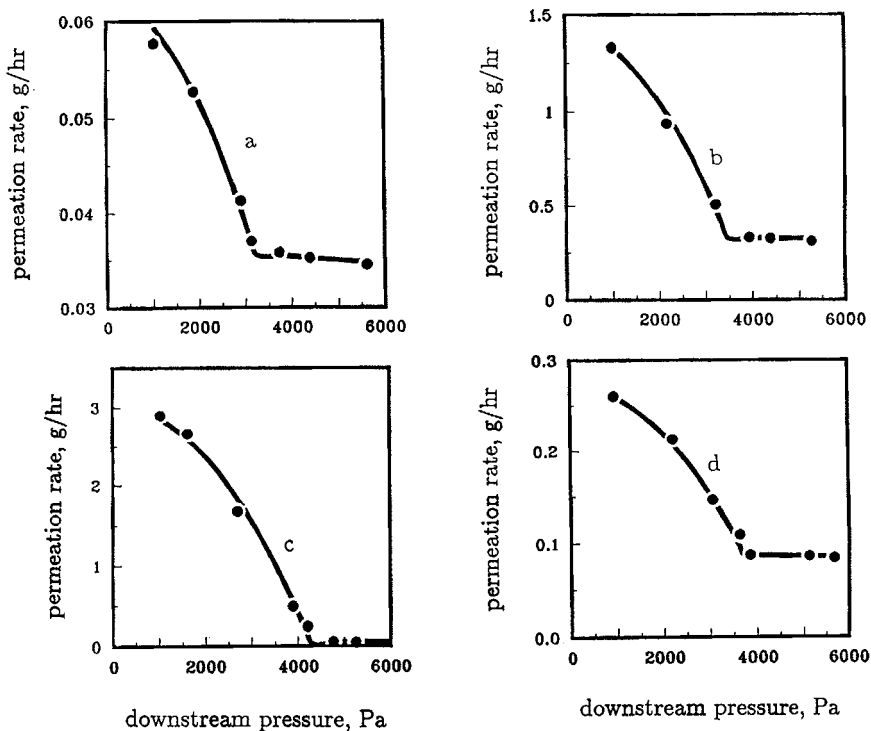 permeation rate, g/hr
0.06
0.05
0.04
0.03
a
0 2000 4000 6000
permeation rate, g/hr
1.5
1
0.5
0
b
0 2000 4000 6000
permeation rate, g/hr
3
2
1
0
c
0 2000 4000 6000
downstream pressure, Pa
permeation rate, g/hr
0.3
0.2
0.1
0.0
d
0 2000 4000 6000
downstream pressure, Pa